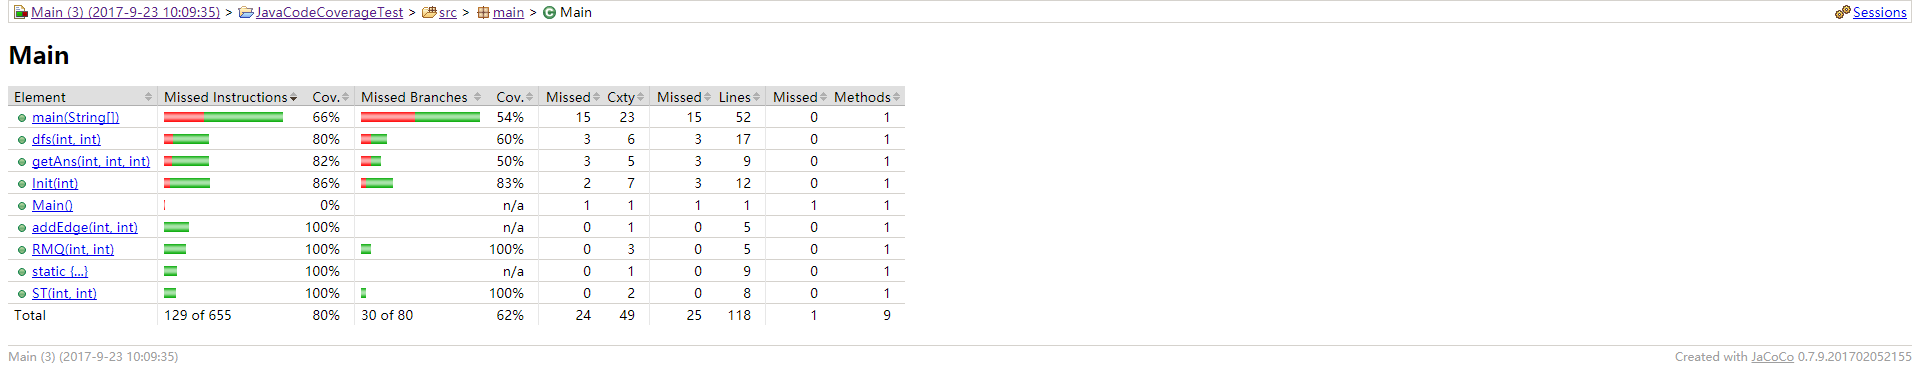 Main (3) (2017-9-23 10:09:35) > JavaCodeCoverageTest > src > main > Main Sessions
Main
Element Missed Instructions Cov. Missed Branches Cov. Missed Cxty Missed Lines Missed Methods
main(String[]) 66% 54% 15 23 15 52 0 1
dfs(int, int) 80% 60% 3 6 3 17 0 1
getAns(int, int, int) 82% 50% 3 5 3 9 0 1
Init(int) 86% 83% 2 7 3 12 0 1
Main() 0% n/a 1 1 1 1 1 1
addEdge(int, int) 100% n/a 0 1 0 5 0 1
RMQ(int, int) 100% 100% 0 3 0 5 0 1
static {...} 100% n/a 0 1 0 9 0 1
ST(int, int) 100% 100% 0 2 0 8 0 1
Total 129 of 655 80% 30 of 80 62% 24 49 25 118 1 9
Main (3) (2017-9-23 10:09:35) Created with JaCoCo 0.7.9.201702052155